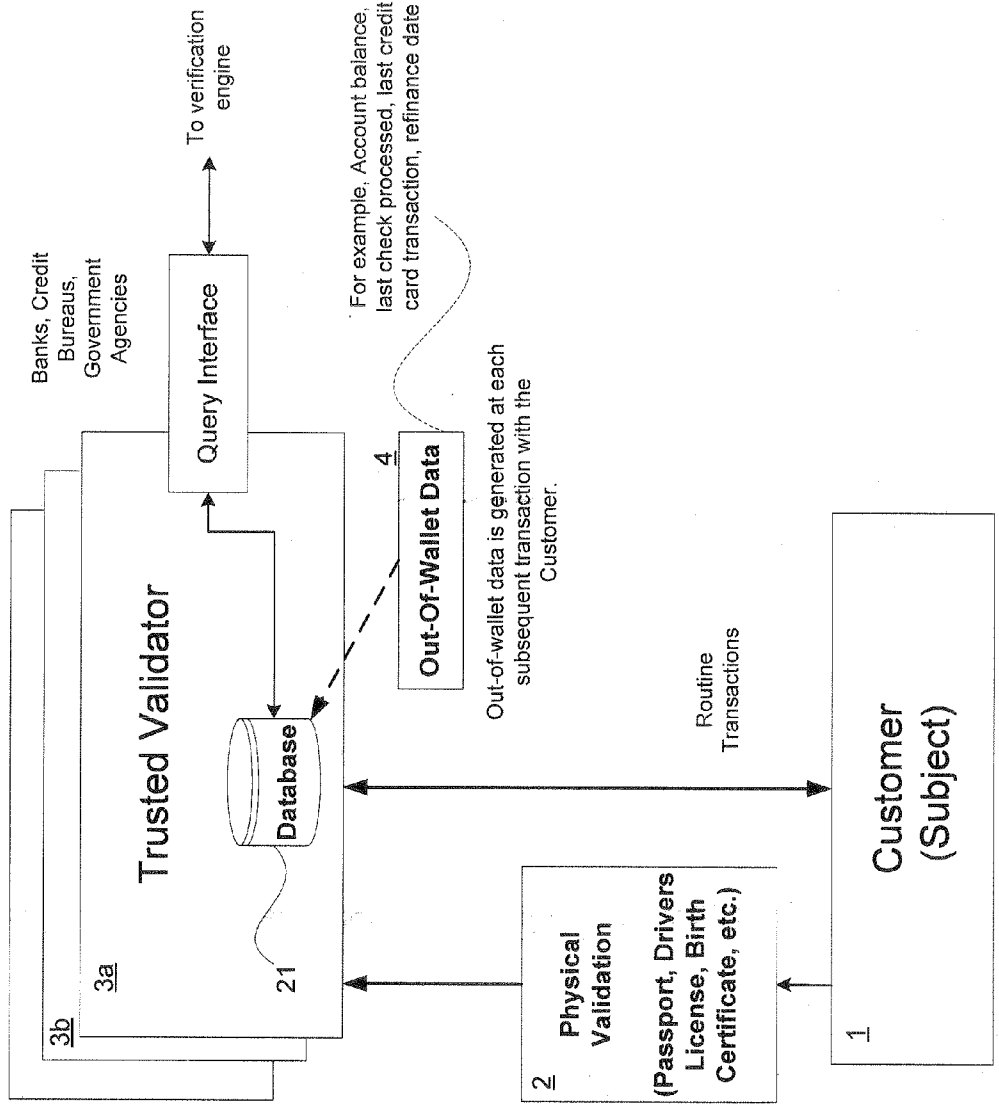 Banks, Credit
Bureaus,
Government
Agencies
3b
3a
Trusted Validator
Query Interface
To verification
engine
21
Database
4
Out-Of-Wallet Data
For example, Account balance,
last check processed, last credit
card transaction, refinance date
Out-of-wallet data is generated at each
subsequent transaction with the
Customer.
2
Physical
Validation
(Passport, Drivers
License, Birth
Certificate, etc.)
Routine
Transactions
1
Customer
(Subject)